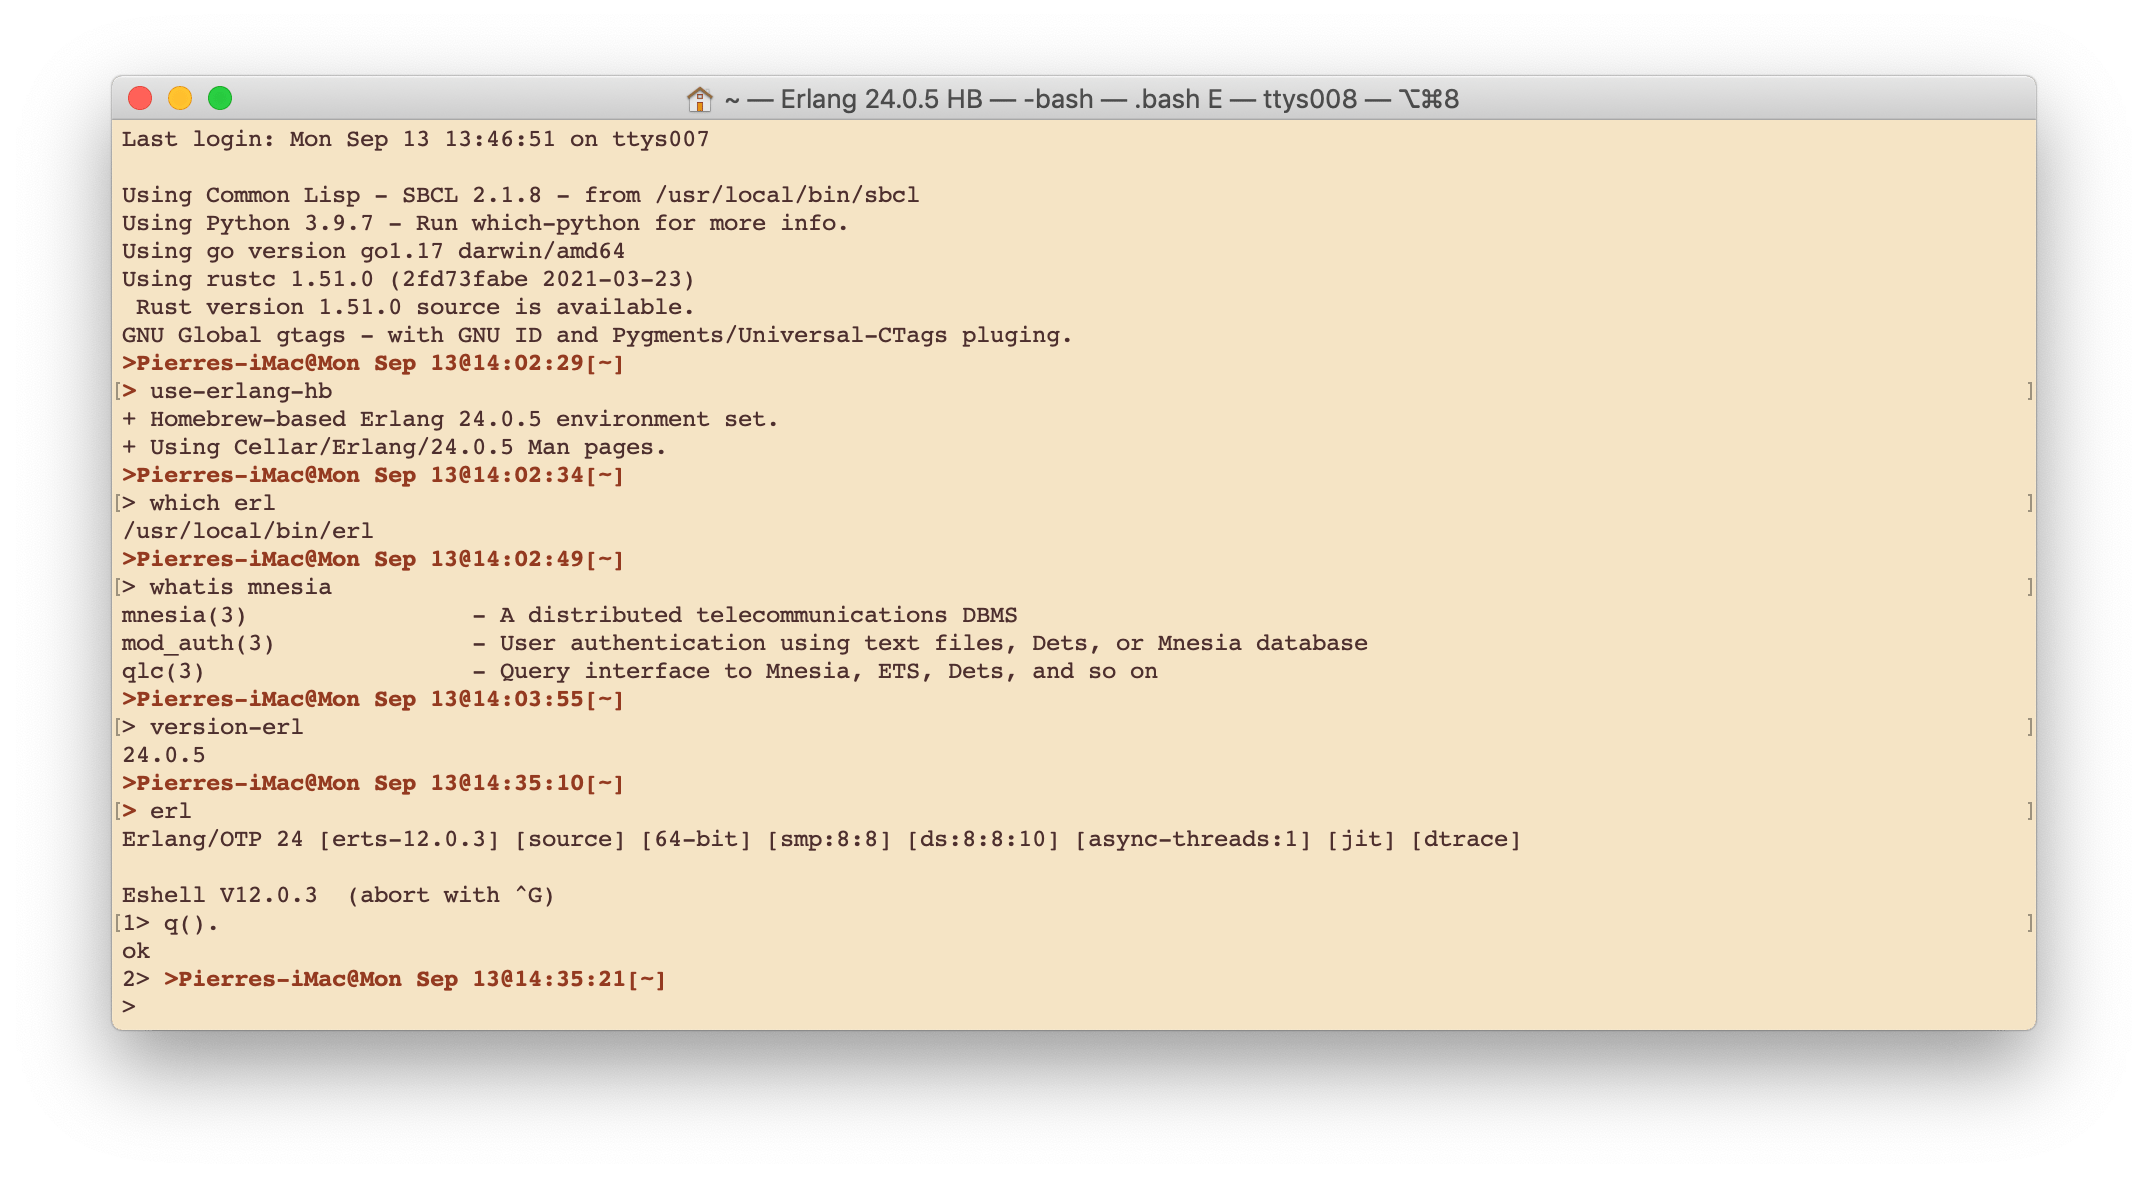 ~ — Erlang 24.0.5 HB — -bash — .bash E — ttys008 — ⌥⌘8
Last login: Mon Sep 13 13:46:51 on ttys007
Using Common Lisp - SBCL 2.1.8 - from /usr/local/bin/sbcl
Using Python 3.9.7 - Run which-python for more info.
Using go version go1.17 darwin/amd64
Using rustc 1.51.0 (2fd73fabe 2021-03-23)
 Rust version 1.51.0 source is available.
GNU Global gtags - with GNU ID and Pygments/Universal-CTags pluging.
>Pierres-iMac@Mon Sep 13@14:02:29[~]
[> use-erlang-hb ]
+ Homebrew-based Erlang 24.0.5 environment set.
+ Using Cellar/Erlang/24.0.5 Man pages.
>Pierres-iMac@Mon Sep 13@14:02:34[~]
[> which erl ]
/usr/local/bin/erl
>Pierres-iMac@Mon Sep 13@14:02:49[~]
[> whatis mnesia ]
mnesia(3)                - A distributed telecommunications DBMS
mod_auth(3)              - User authentication using text files, Dets, or Mnesia database
qlc(3)                   - Query interface to Mnesia, ETS, Dets, and so on
>Pierres-iMac@Mon Sep 13@14:03:55[~]
[> version-erl ]
24.0.5
>Pierres-iMac@Mon Sep 13@14:35:10[~]
[> erl ]
Erlang/OTP 24 [erts-12.0.3] [source] [64-bit] [smp:8:8] [ds:8:8:10] [async-threads:1] [jit] [dtrace]
Eshell V12.0.3  (abort with ^G)
[1> q(). ]
ok
2> >Pierres-iMac@Mon Sep 13@14:35:21[~]
>